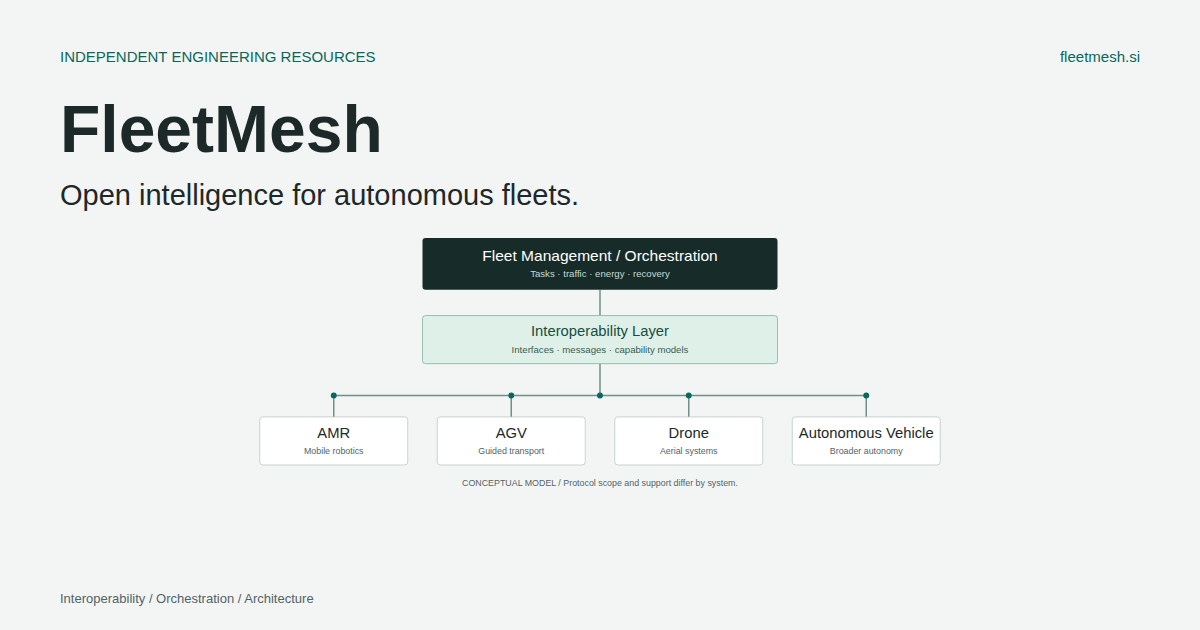 INDEPENDENT ENGINEERING RESOURCES
fleetmesh.si
FleetMesh
Open intelligence for autonomous fleets.
Fleet Management / Orchestration
Tasks · traffic · energy · recovery
Interoperability Layer
Interfaces · messages · capability models
AMR
Mobile robotics
AGV
Guided transport
Drone
Aerial systems
Autonomous Vehicle
Broader autonomy
CONCEPTUAL MODEL / Protocol scope and support differ by system.
Interoperability / Orchestration / Architecture